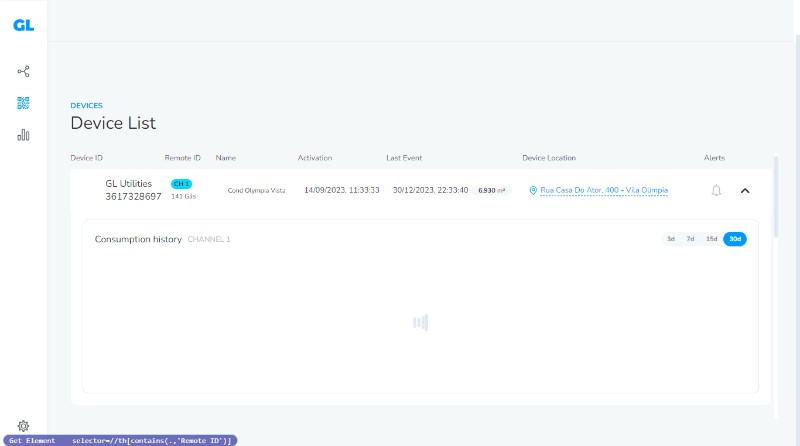 GL
DEVICES
Device List
Device ID Remote ID Name Activation Last Event Device Location Alerts
GL Utilities
3617328697
CH 1
141 Gás
Cond Olympia Vista
14/09/2023, 11:33:33
30/12/2023, 22:33:40
6.930 m³
Rua Casa Do Ator, 400 - Vila Olímpia
Consumption history CHANNEL 1
3d 7d 15d 30d
Get Element selector=//th[contains(.,'Remote ID')]